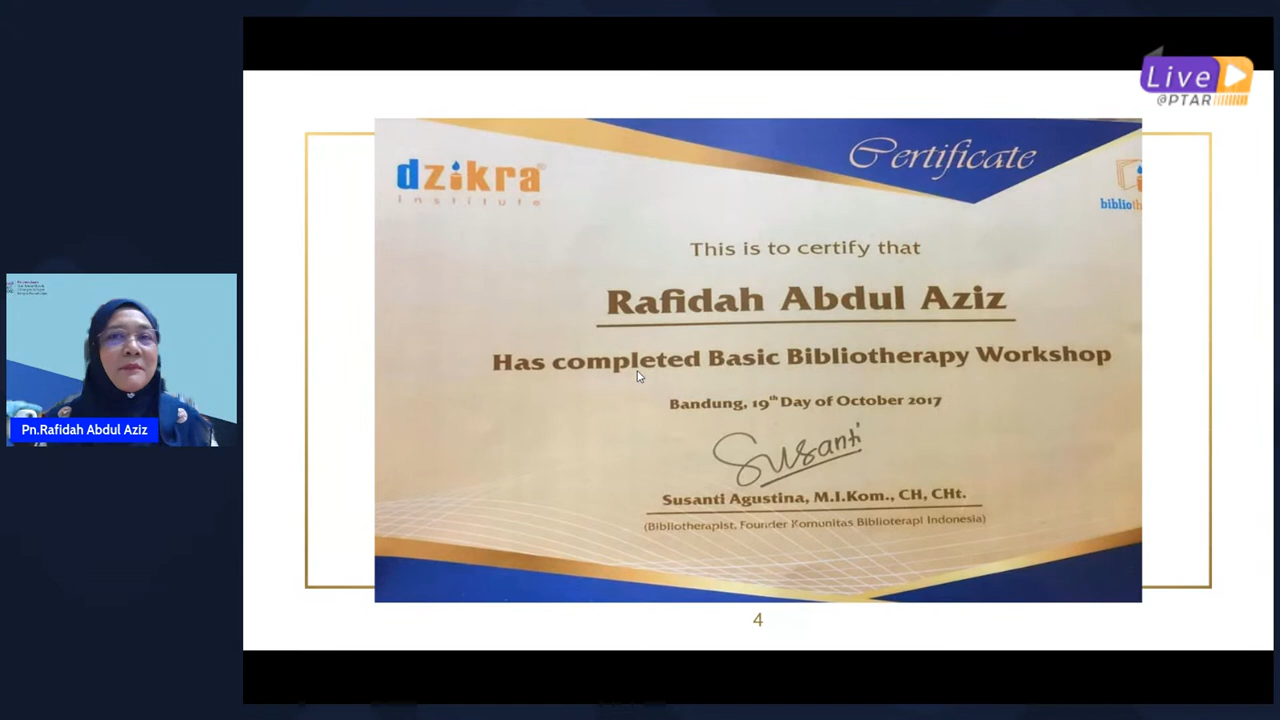 Live
@PTAR
Certificate
dzikra
Institute
biblioth
This is to certify that
Rafidah Abdul Aziz
Has completed Basic Bibliotherapy Workshop
Bandung, 19th Day of October 2017
Susanti
Susanti Agustina, M.I.Kom., CH, CHt.
(Bibliotherapist, Founder Komunitas Biblioterapi Indonesia)
Pn.Rafidah Abdul Aziz
4